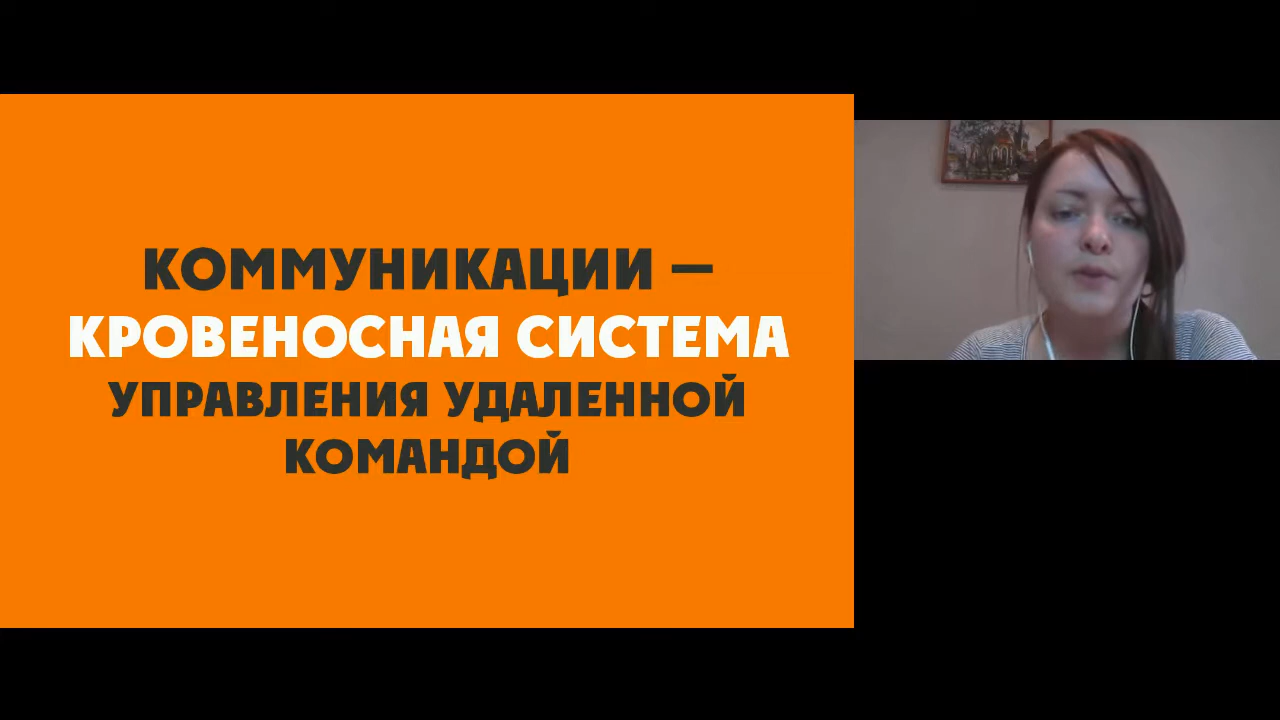 КОММУНИКАЦИИ —
КРОВЕНОСНАЯ СИСТЕМА
УПРАВЛЕНИЯ УДАЛЕННОЙ
КОМАНДОЙ